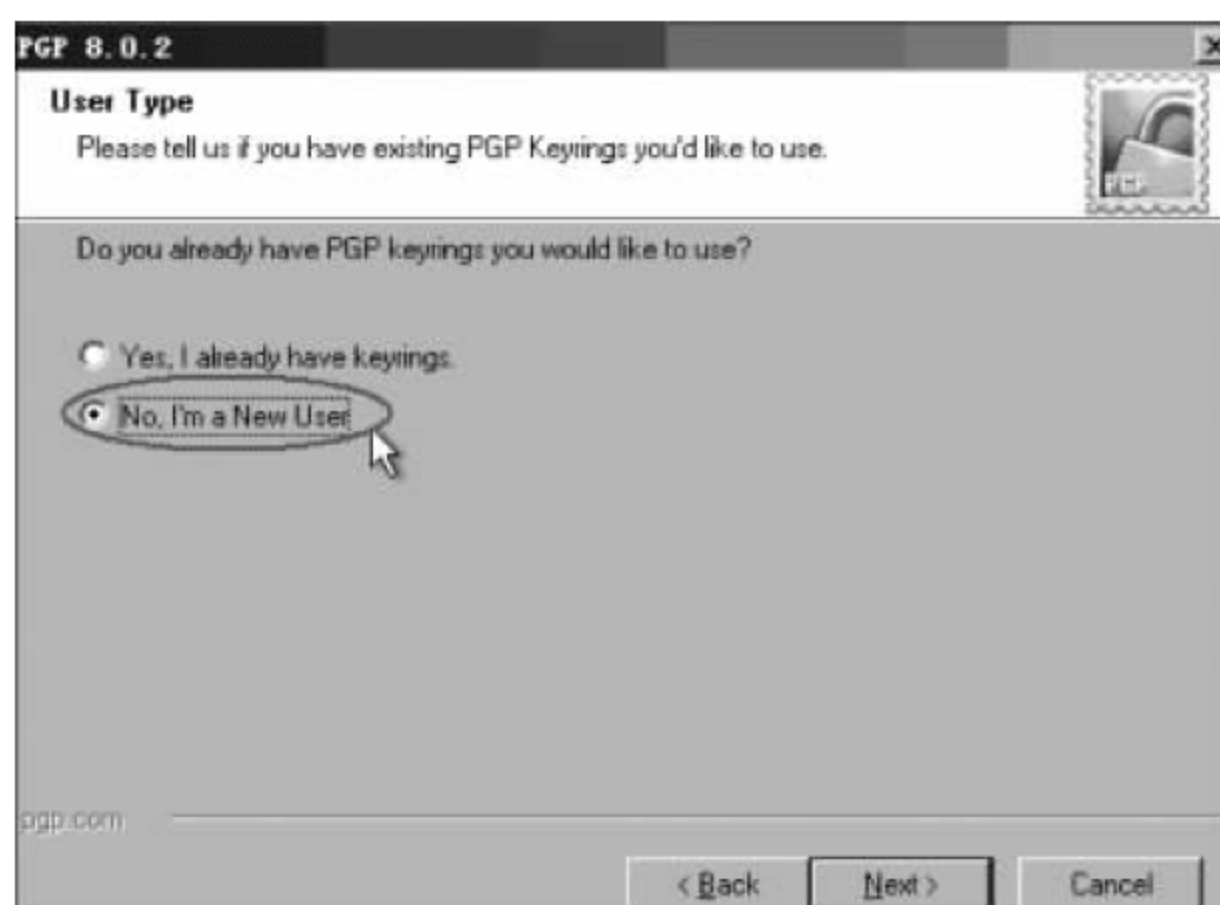 PGP 8.0.2
User Type
Please tell us if you have existing PGP Keyrings you'd like to use.
Do you already have PGP keyrings you would like to use?
Yes, I already have keyrings.
No, I'm a New User
pgp.com
< Back
Next >
Cancel